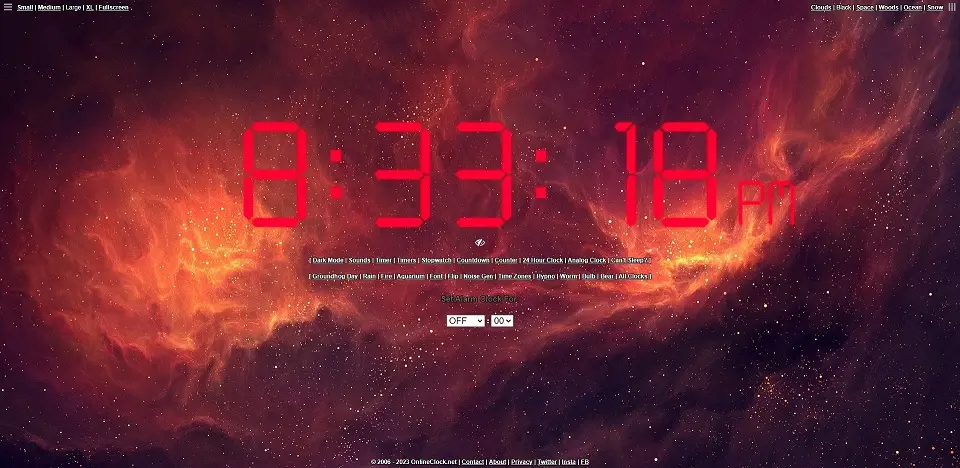 Small | Medium | Large | XL | Fullscreen .
Clouds | Black | Space | Woods | Ocean | Snow
8:33:18 PM
[ Dark Mode | Sounds | Timer | Timers | Stopwatch | Countdown | Counter | 24 Hour Clock | Analog Clock | Can't Sleep? ]
[ Groundhog Day | Rain | Fire | Aquarium | Font | Flip | Noise Gen | Time Zones | Hypno | Worm | Bulb | Bear | All Clocks ]
Set Alarm Clock For
OFF : 00
© 2006 - 2023 OnlineClock.net | Contact | About | Privacy | Twitter | Insta | FB